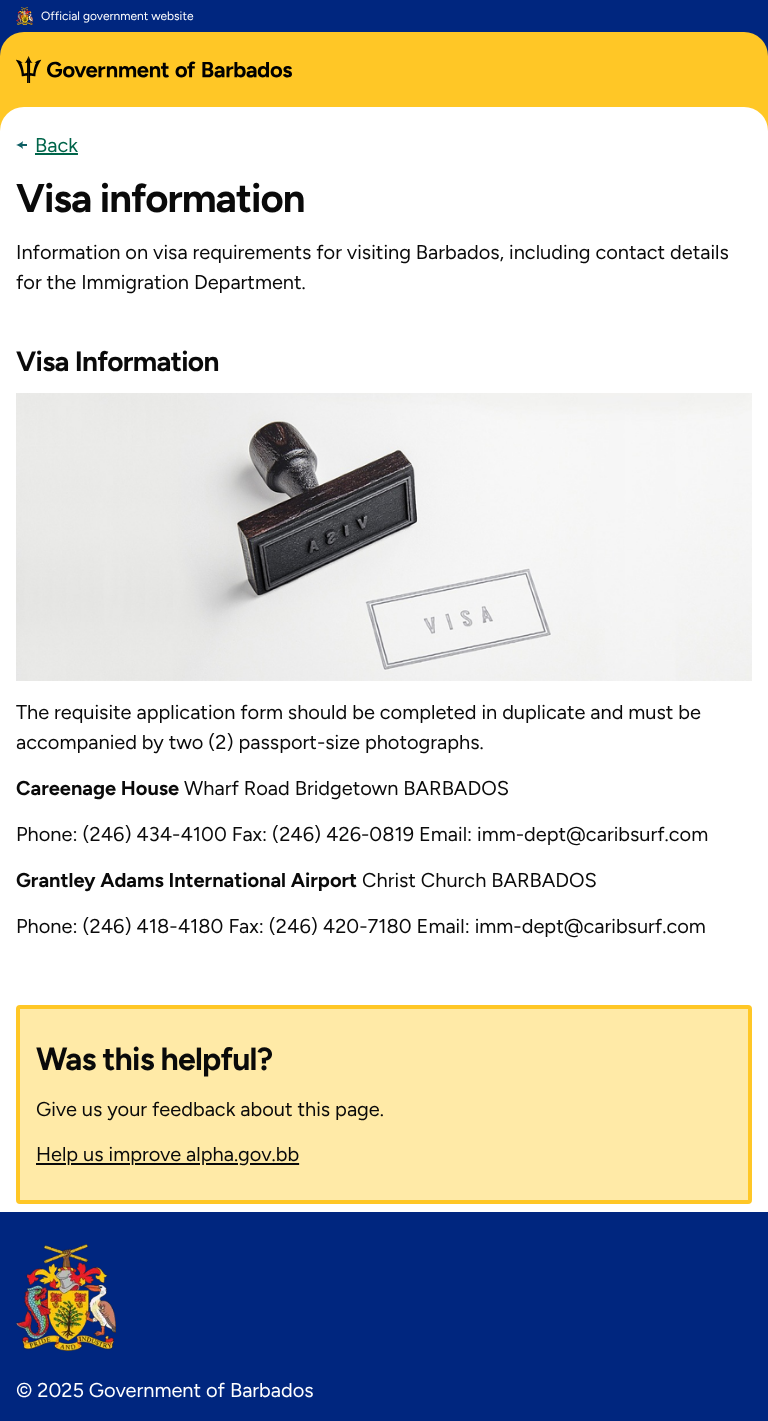 Official government website
Government of Barbados
Back
Visa information
Information on visa requirements for visiting Barbados, including contact details
for the Immigration Department.
Visa Information
VISA
VISA
The requisite application form should be completed in duplicate and must be
accompanied by two (2) passport-size photographs.
Careenage House Wharf Road Bridgetown BARBADOS
Phone: (246) 434-4100 Fax: (246) 426-0819 Email: imm-dept@caribsurf.com
Grantley Adams International Airport Christ Church BARBADOS
Phone: (246) 418-4180 Fax: (246) 420-7180 Email: imm-dept@caribsurf.com
Was this helpful?
Give us your feedback about this page.
Help us improve alpha.gov.bb
PRIDE AND INDUSTRY
© 2025 Government of Barbados